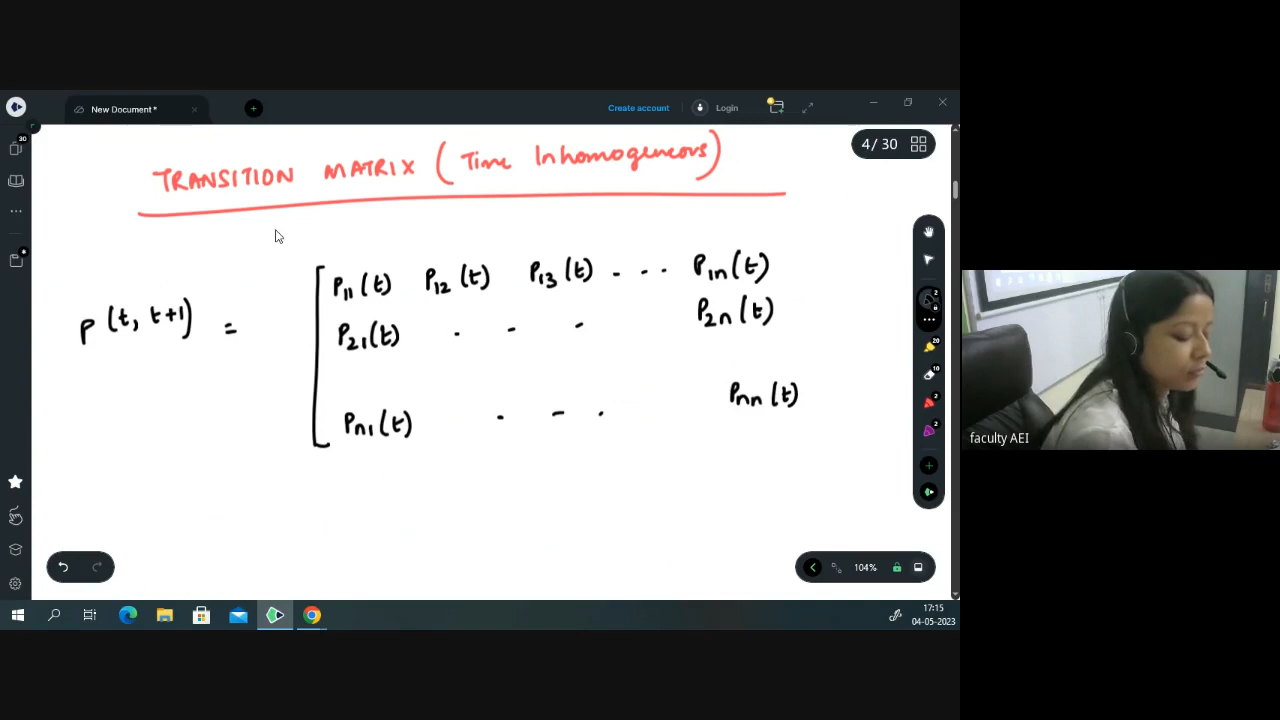 New Document*
Create account
Login
30
4/30
TRANSITION MATRIX (Time Inhomogeneous)
P11(t) P12(t) P13(t) - - - P1n(t)
P(t, t+1) =
P21(t) - - - P2n(t)
Pn1(t) - - - Pnn(t)
faculty AEI
104%
17:15
04-05-2023